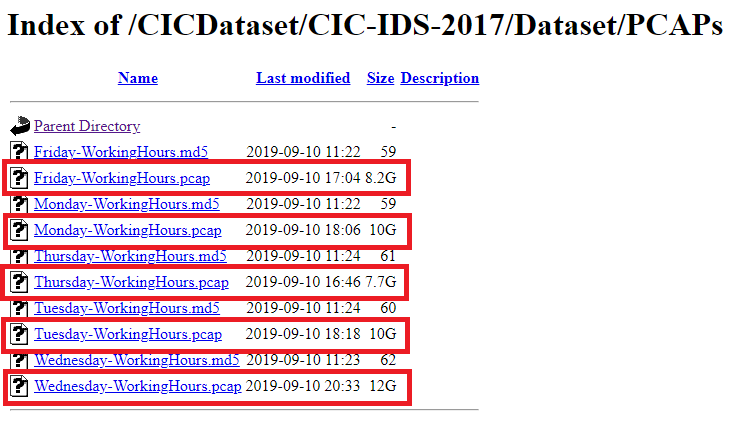 Index of /CICDataset/CIC-IDS-2017/Dataset/PCAPs
Name Last modified Size Description
Parent Directory -
? Friday-WorkingHours.md5 2019-09-10 11:22 59
? Friday-WorkingHours.pcap 2019-09-10 17:04 8.2G
? Monday-WorkingHours.md5 2019-09-10 11:22 59
? Monday-WorkingHours.pcap 2019-09-10 18:06 10G
? Thursday-WorkingHours.md5 2019-09-10 11:24 61
? Thursday-WorkingHours.pcap 2019-09-10 16:46 7.7G
? Tuesday-WorkingHours.md5 2019-09-10 11:24 60
? Tuesday-WorkingHours.pcap 2019-09-10 18:18 10G
? Wednesday-WorkingHours.md5 2019-09-10 11:23 62
? Wednesday-WorkingHours.pcap 2019-09-10 20:33 12G